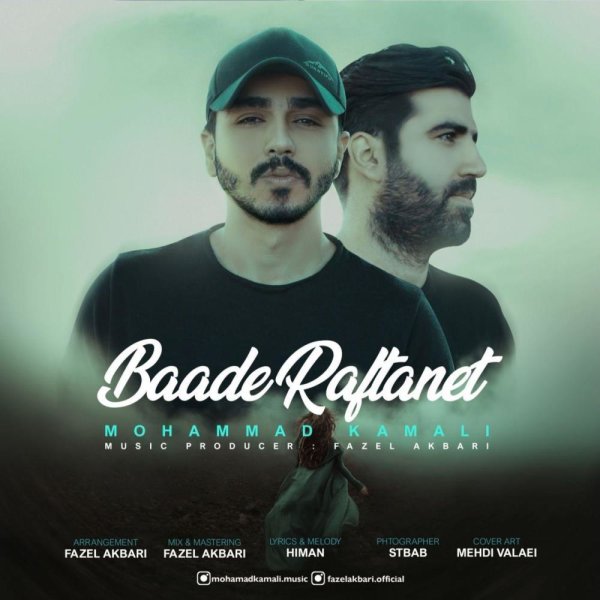 Baade Raftanet
MOHAMMAD KAMALI
MUSIC PRODUCER : FAZEL AKBARI
ARRANGEMENT
FAZEL AKBARI
MIX & MASTERING
FAZEL AKBARI
LYRICS & MELODY
HIMAN
PHTOGRAPHER
STBAB
COVER ART
MEHDI VALAEI
mohamadkamali.music fazelakbari.official